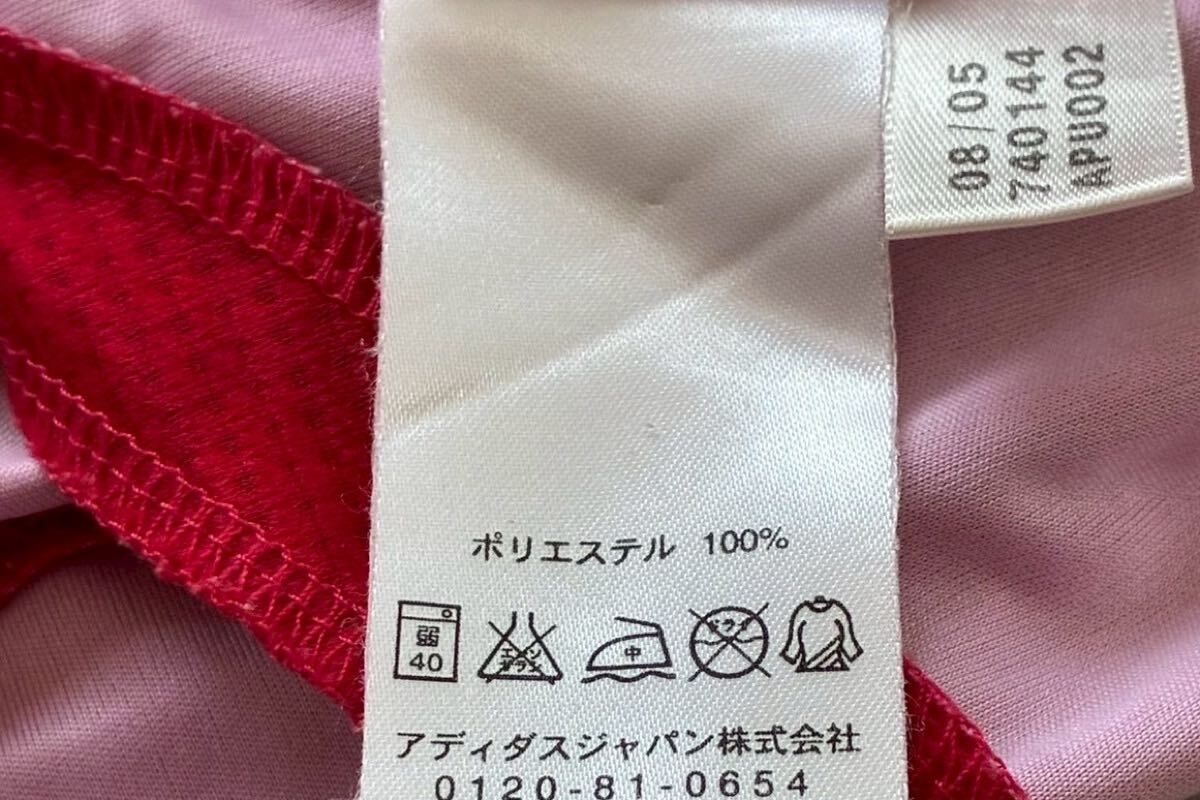 08/05
740144
APU002
ポリエステル 100%
弱
40
エンソ
サラシ
中
ドライ
アディダスジャパン株式会社
0120-81-0654